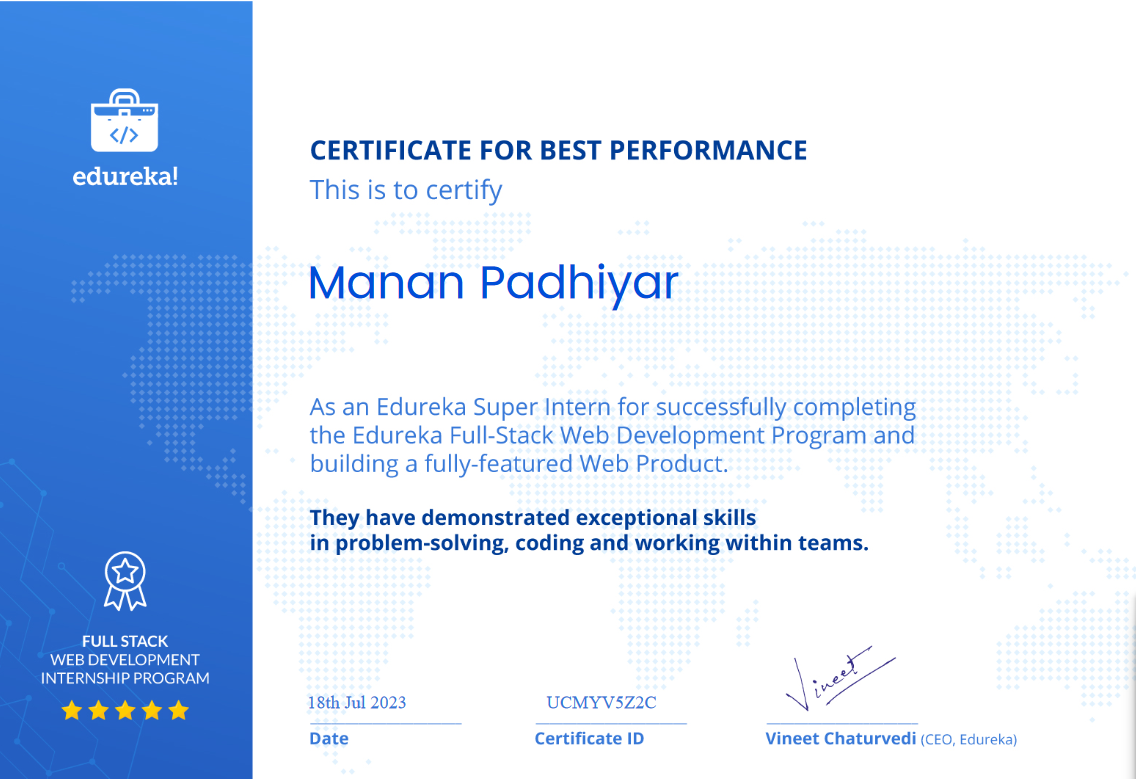 </>
edureka!
CERTIFICATE FOR BEST PERFORMANCE
This is to certify
Manan Padhiyar
As an Edureka Super Intern for successfully completing
the Edureka Full-Stack Web Development Program and
building a fully-featured Web Product.
They have demonstrated exceptional skills
in problem-solving, coding and working within teams.
FULL STACK
WEB DEVELOPMENT
INTERNSHIP PROGRAM
18th Jul 2023
Date
UCMYV5Z2C
Certificate ID
Vineet
Vineet Chaturvedi (CEO, Edureka)